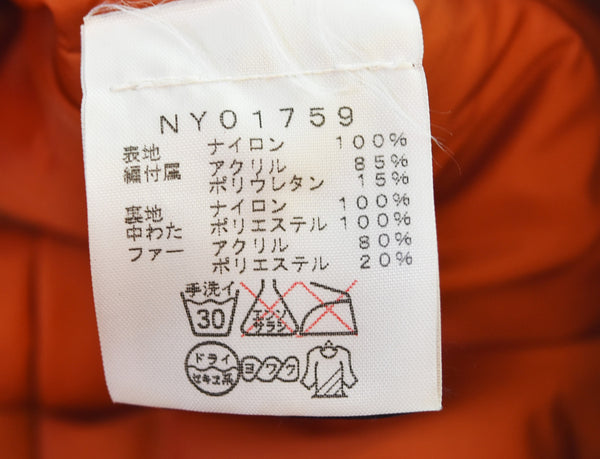 NY01759
表地 ナイロン 100%
編付属 アクリル 85%
ポリウレタン 15%
裏地 ナイロン 100%
中わた ポリエステル 100%
ファー アクリル 80%
ポリエステル 20%
手洗イ
30
エンソ
サラシ
ドライ
セキユ系
ヨワク